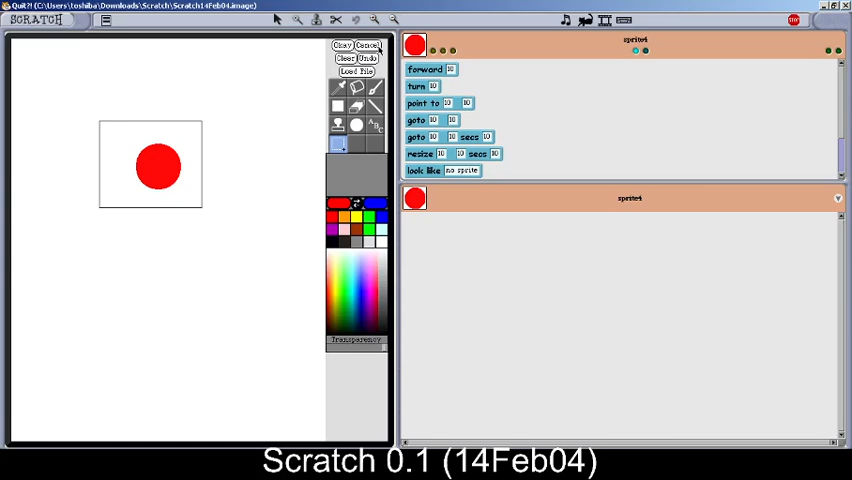 Quit?! (C:\Users\toshiba\Downloads\Scratch\Scratch14Feb04.image)
SCRATCH
Okay Cancel
Clear Undo
Load File
ABC
Transparency
sprite4
forward 10
turn 10
point to 10 10
goto 10 10
goto 10 10 secs 10
resize 10 10 secs 10
look like no sprite
sprite4
STOP
Scratch 0.1 (14Feb04)